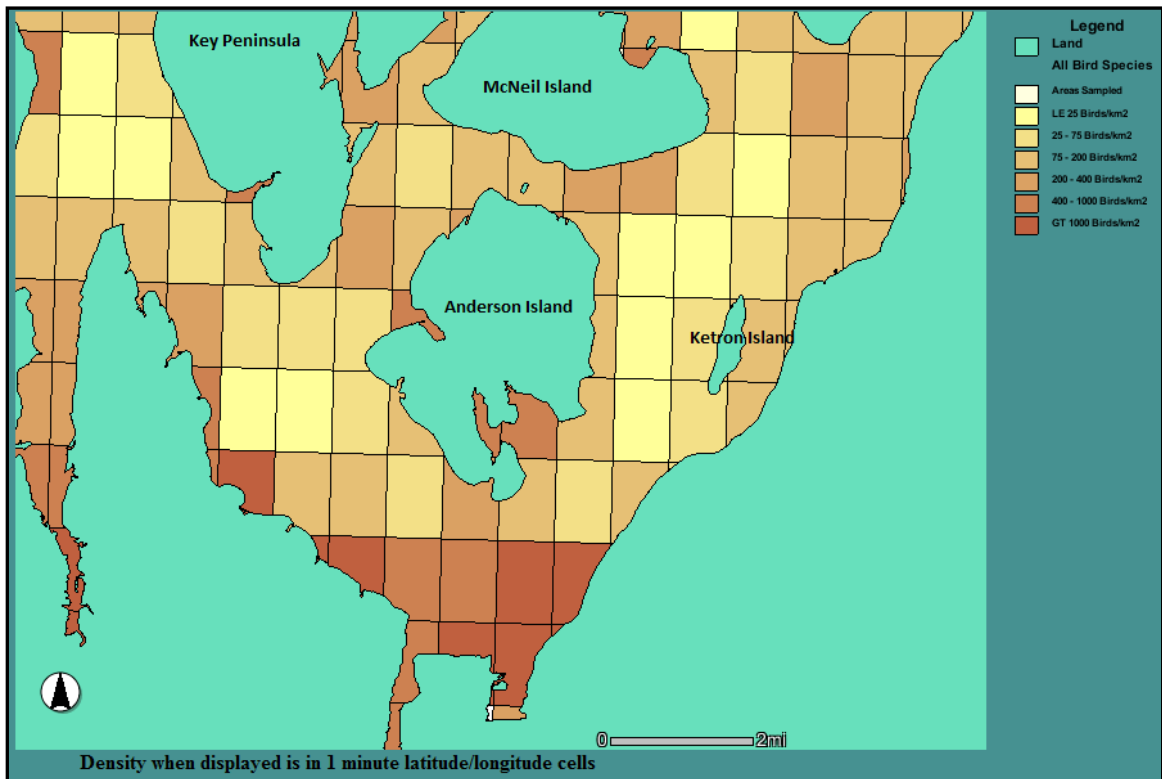 Key Peninsula
McNeil Island
Anderson Island
Ketron Island
Legend
Land
All Bird Species
Areas Sampled
LE 25 Birds/km2
25 - 75 Birds/km2
75 - 200 Birds/km2
200 - 400 Birds/km2
400 - 1000 Birds/km2
GT 1000 Birds/km2
0 2mi
Density when displayed is in 1 minute latitude/longitude cells